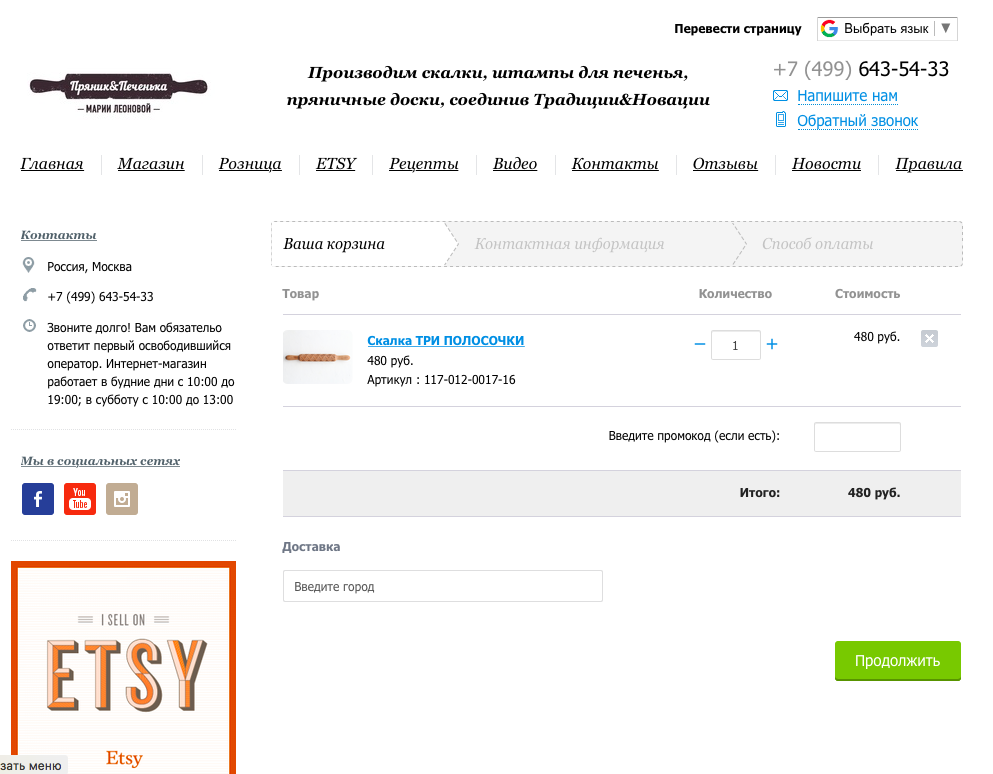 Перевести страницу
Выбрать язык ▼
Пряник&Печенька
— МАРИИ ЛЕОНОВОЙ —
Производим скалки, штампы для печенья,
пряничные доски, соединив Традиции&Новации
+7 (499) 643-54-33
Напишите нам
Обратный звонок
Главная Магазин Розница ETSY Рецепты Видео Контакты Отзывы Новости Правила
Контакты
Россия, Москва
+7 (499) 643-54-33
Звоните долго! Вам обязательо
ответит первый освободившийся
оператор. Интернет-магазин
работает в будние дни с 10:00 до
19:00; в субботу с 10:00 до 13:00
Мы в социальных сетях
f You Tube
I SELL ON
ETSY
Etsy
зать меню
Ваша корзина Контактная информация Способ оплаты
Товар Количество Стоимость
Скалка ТРИ ПОЛОСОЧКИ
480 руб.
Артикул : 117-012-0017-16
− 1 +
480 руб.
Введите промокод (если есть):
Итого: 480 руб.
Доставка
Введите город
Продолжить